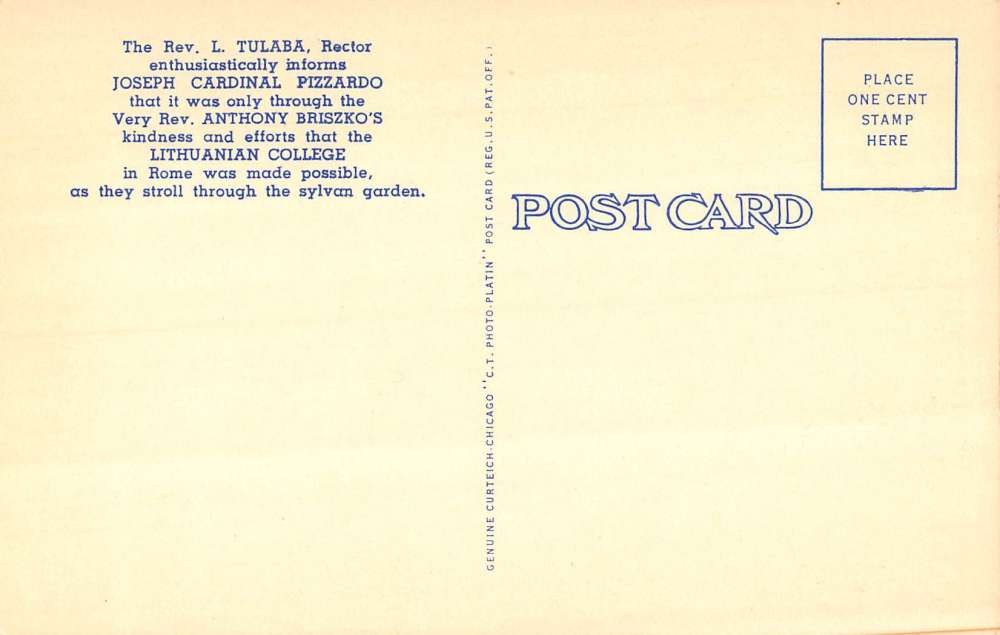 The Rev. L. TULABA, Rector
enthusiastically informs
JOSEPH CARDINAL PIZZARDO
that it was only through the
Very Rev. ANTHONY BRISZKO'S
kindness and efforts that the
LITHUANIAN COLLEGE
in Rome was made possible,
as they stroll through the sylvan garden.
GENUINE CURTEICH-CHICAGO "C.T. PHOTO-PLATIN" POST CARD (REG. U.S. PAT. OFF.)
POST CARD
PLACE
ONE CENT
STAMP
HERE